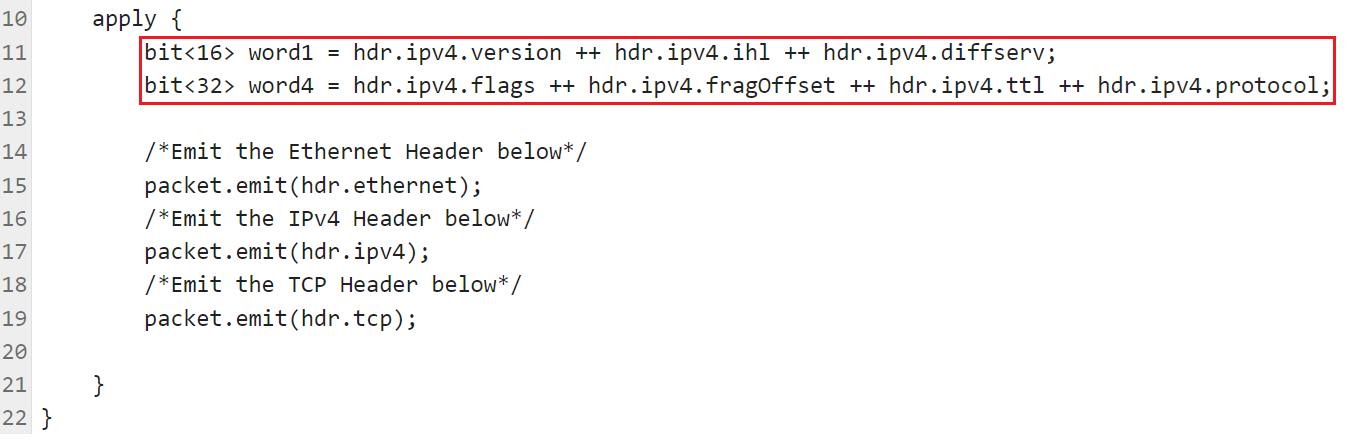 10     apply {
11         bit<16> word1 = hdr.ipv4.version ++ hdr.ipv4.ihl ++ hdr.ipv4.diffserv;
12         bit<32> word4 = hdr.ipv4.flags ++ hdr.ipv4.fragOffset ++ hdr.ipv4.ttl ++ hdr.ipv4.protocol;
13
14         /*Emit the Ethernet Header below*/
15         packet.emit(hdr.ethernet);
16         /*Emit the IPv4 Header below*/
17         packet.emit(hdr.ipv4);
18         /*Emit the TCP Header below*/
19         packet.emit(hdr.tcp);
20
21     }
22 }